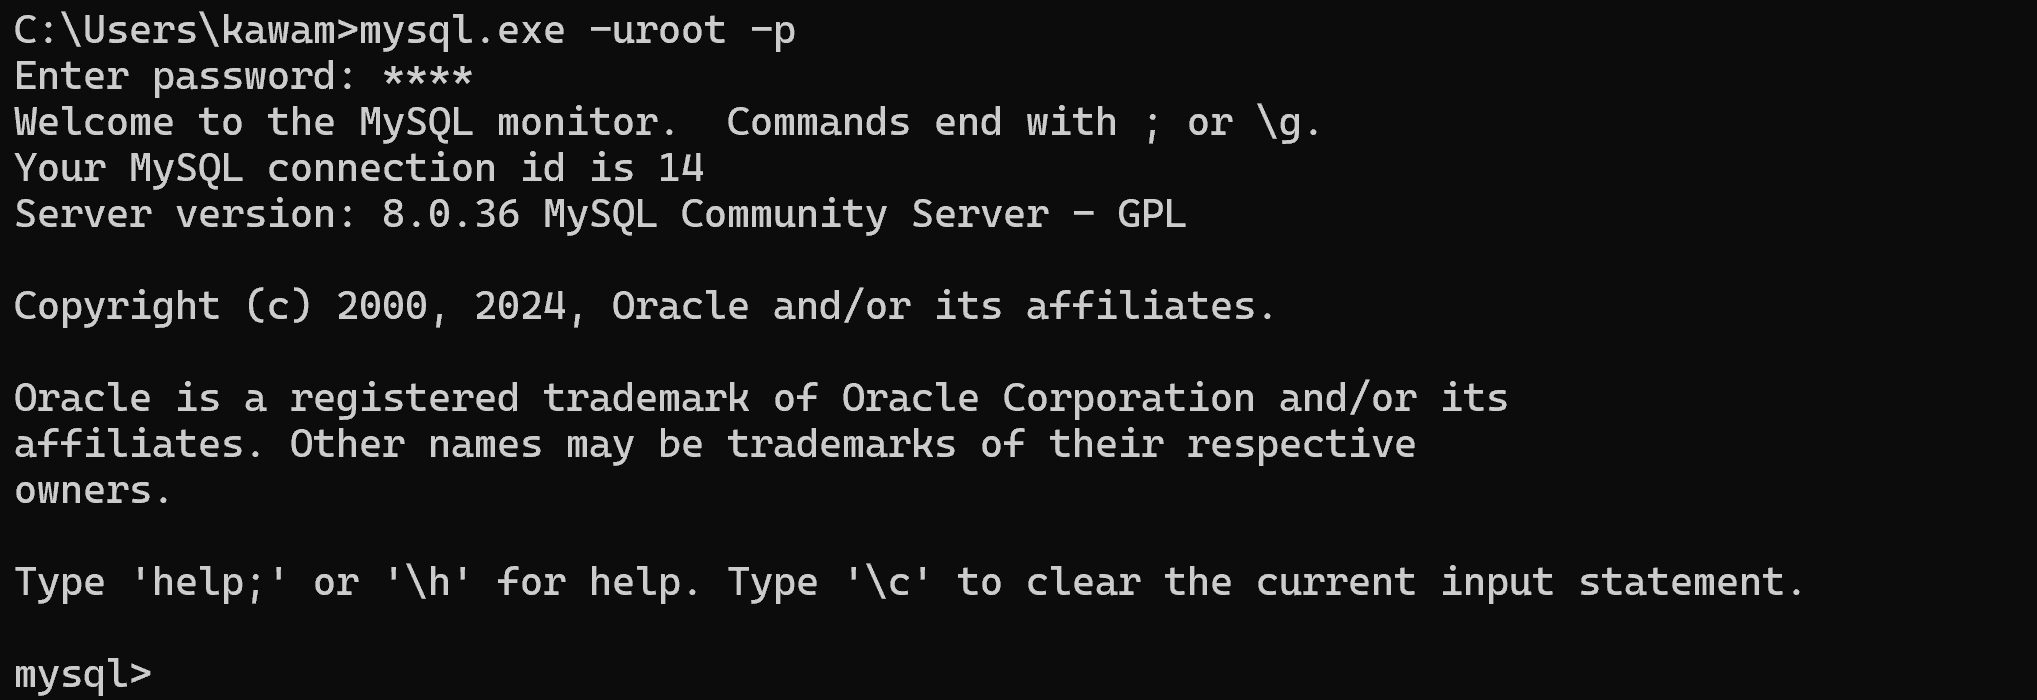 C:\Users\kawam>mysql.exe -uroot -p
Enter password: ****
Welcome to the MySQL monitor.  Commands end with ; or \g.
Your MySQL connection id is 14
Server version: 8.0.36 MySQL Community Server - GPL

Copyright (c) 2000, 2024, Oracle and/or its affiliates.

Oracle is a registered trademark of Oracle Corporation and/or its
affiliates. Other names may be trademarks of their respective
owners.

Type 'help;' or '\h' for help. Type '\c' to clear the current input statement.

mysql>